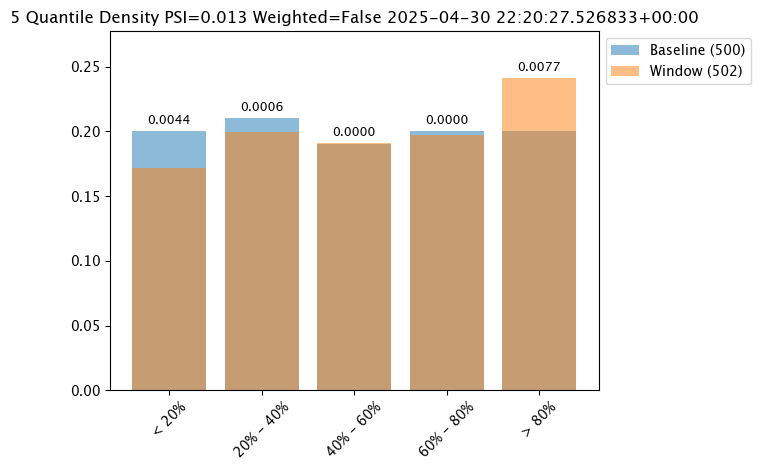 5 Quantile Density PSI=0.013 Weighted=False 2025-04-30 22:20:27.526833+00:00
Baseline (500)
Window (502)
0.25
0.20
0.15
0.10
0.05
0.00
0.0044
0.0006
0.0000
0.0000
0.0077
< 20%
20% - 40%
40% - 60%
60% - 80%
> 80%